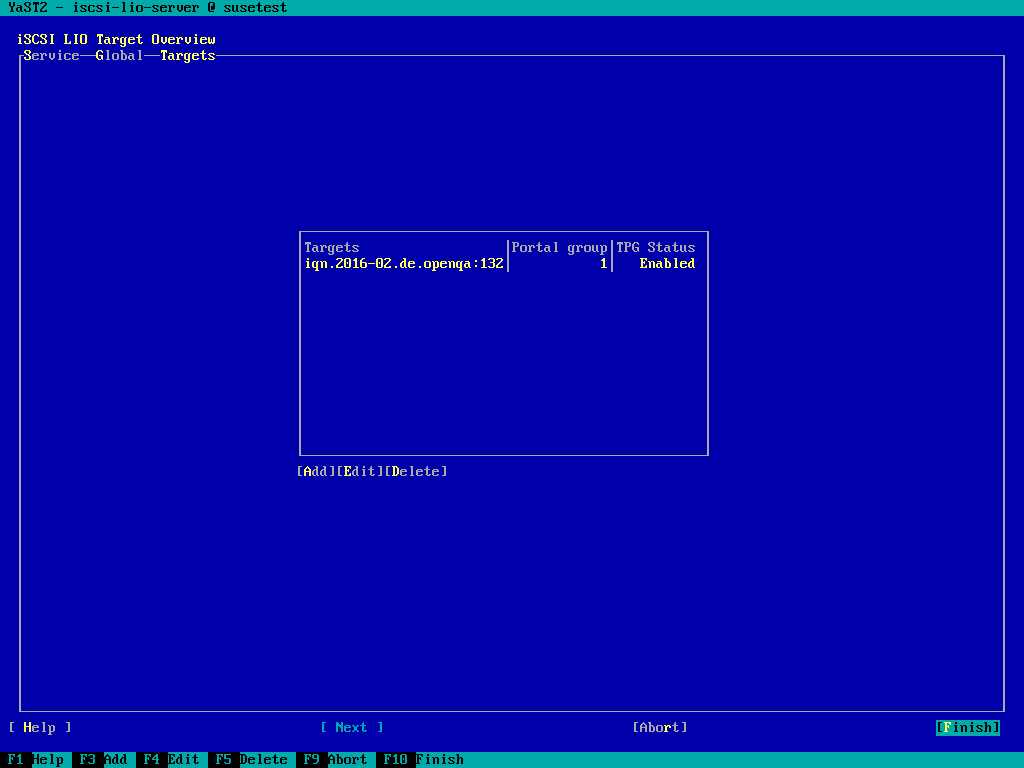 YaST2 - iscsi-lio-server @ susetest
iSCSI LIO Target Overview
Service Global Targets
Targets |Portal group|TPG Status
iqn.2016-02.de.openqa:132| 1| Enabled
[Add][Edit][Delete]
[ Help ] [ Next ] [Abort] [Finish]
F1 Help F3 Add F4 Edit F5 Delete F9 Abort F10 Finish